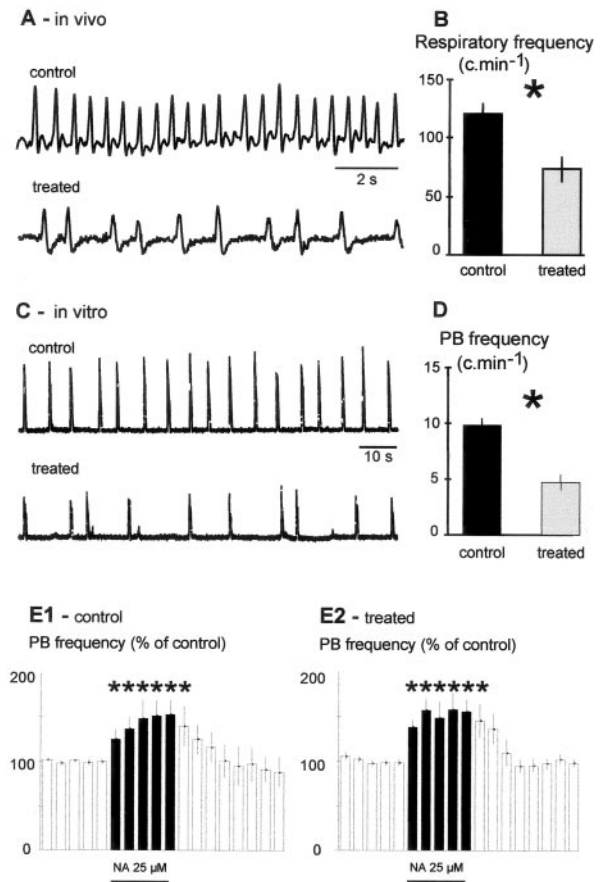 A - in vivo
control
2 s
treated
B
Respiratory frequency
(c.min-1)
150
100
50
0
control
treated
*
C - in vitro
control
10 s
treated
D
PB frequency
(c.min-1)
15
10
5
0
control
treated
*
E1 - control
PB frequency (% of control)
200
100
0
******
NA 25 µM
E2 - treated
PB frequency (% of control)
200
100
0
******
NA 25 µM